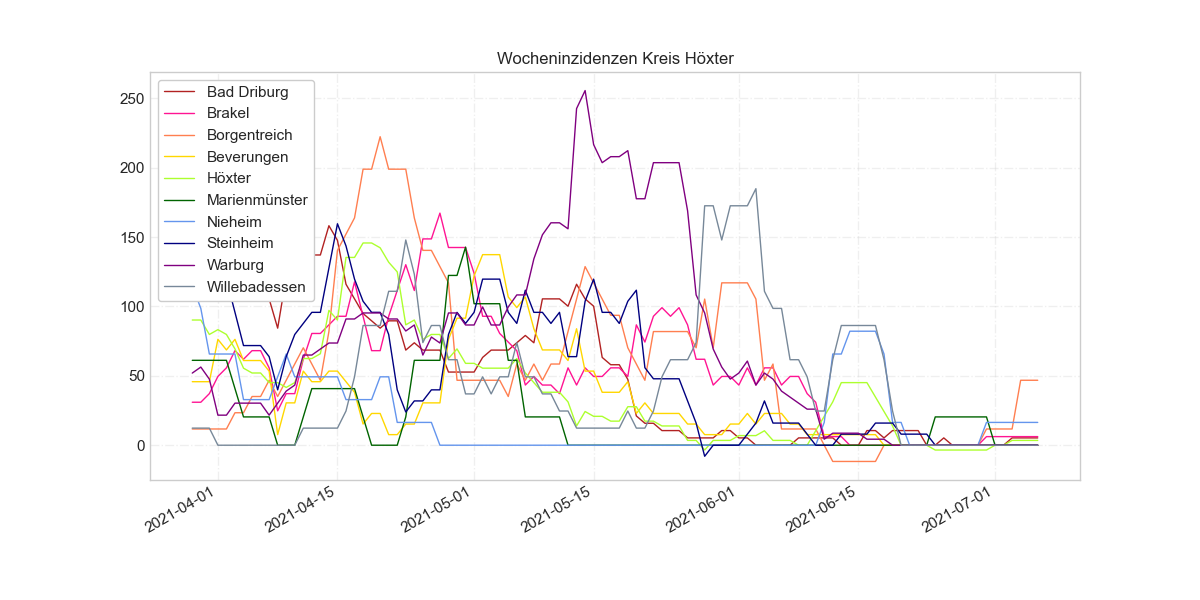 Wocheninzidenzen Kreis Höxter
250
200
150
100
50
0
Bad Driburg
Brakel
Borgentreich
Beverungen
Höxter
Marienmünster
Nieheim
Steinheim
Warburg
Willebadessen
2021-04-01
2021-04-15
2021-05-01
2021-05-15
2021-06-01
2021-06-15
2021-07-01